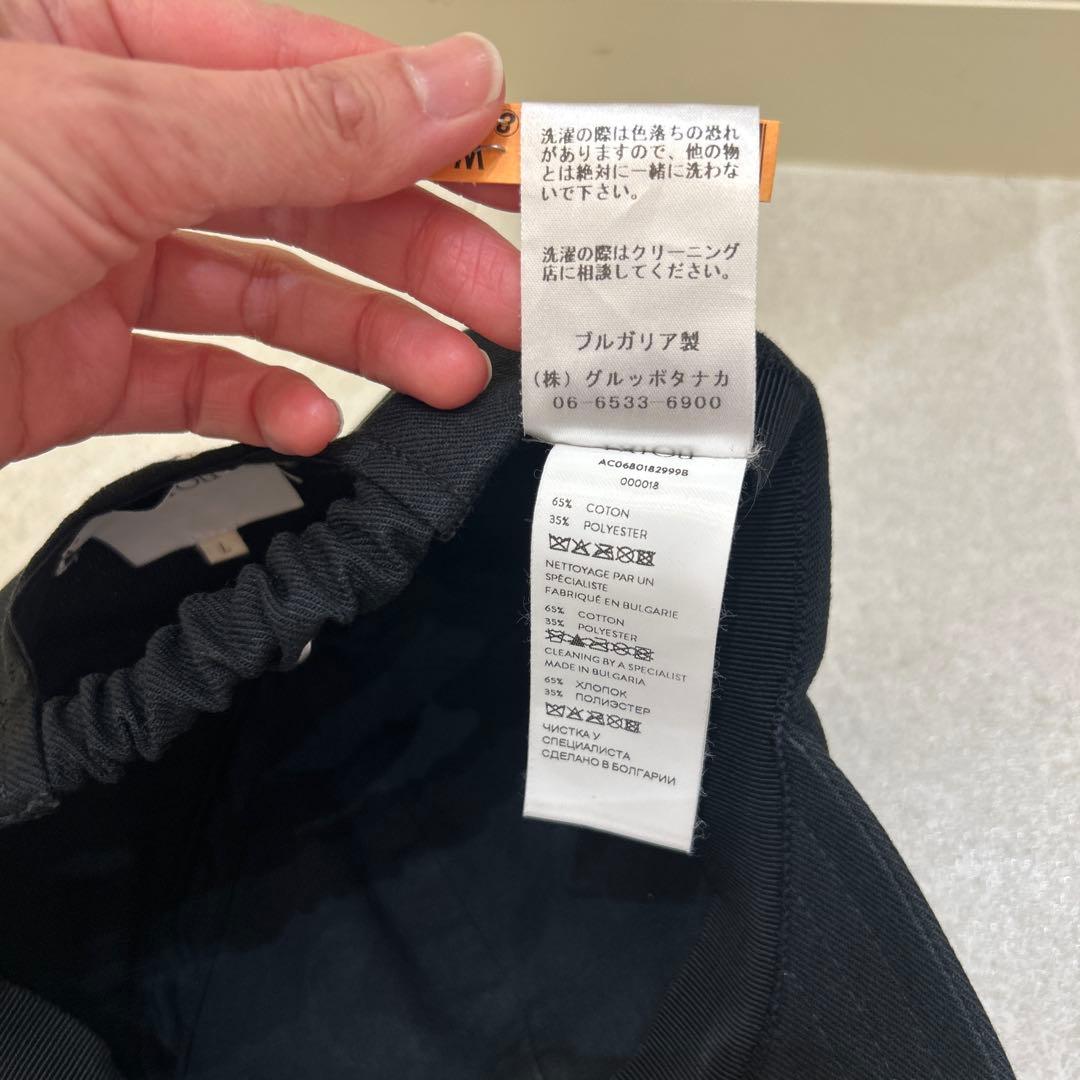 洗濯の際は色落ちの恐れ
がありますので、他の物
とは絶対に一緒に洗わな
いで下さい。
洗濯の際はクリーニング
店に相談してください。
ブルガリア製
(株) グルッポタナカ
06-6533-6900
AC0680182999B
000018
65% COTON
35% POLYESTER
NETTOYAGE PAR UN
SPÉCIALISTE
FABRIQUÉ EN BULGARIE
65% COTTON
35% POLYESTER
CLEANING BY A SPECIALIST
MADE IN BULGARIA
65% ХЛОПОК
35% ПОЛИЭСТЕР
ЧИСТКА У
СПЕЦИАЛИСТА
СДЕЛАНО В БОЛГАРИИ
L